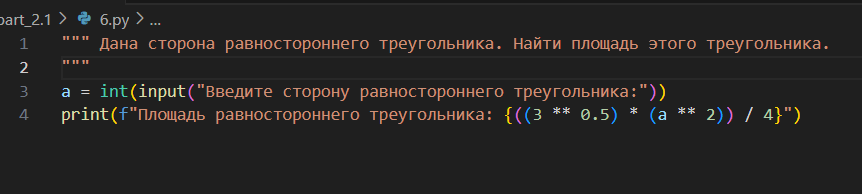 part_2.1 > 6.py > ...
1 """ Дана сторона равностороннего треугольника. Найти площадь этого треугольника.
2 """
3 a = int(input("Введите сторону равностороннего треугольника:"))
4 print(f"Площадь равностороннего треугольника: {((3 ** 0.5) * (a ** 2)) / 4}")